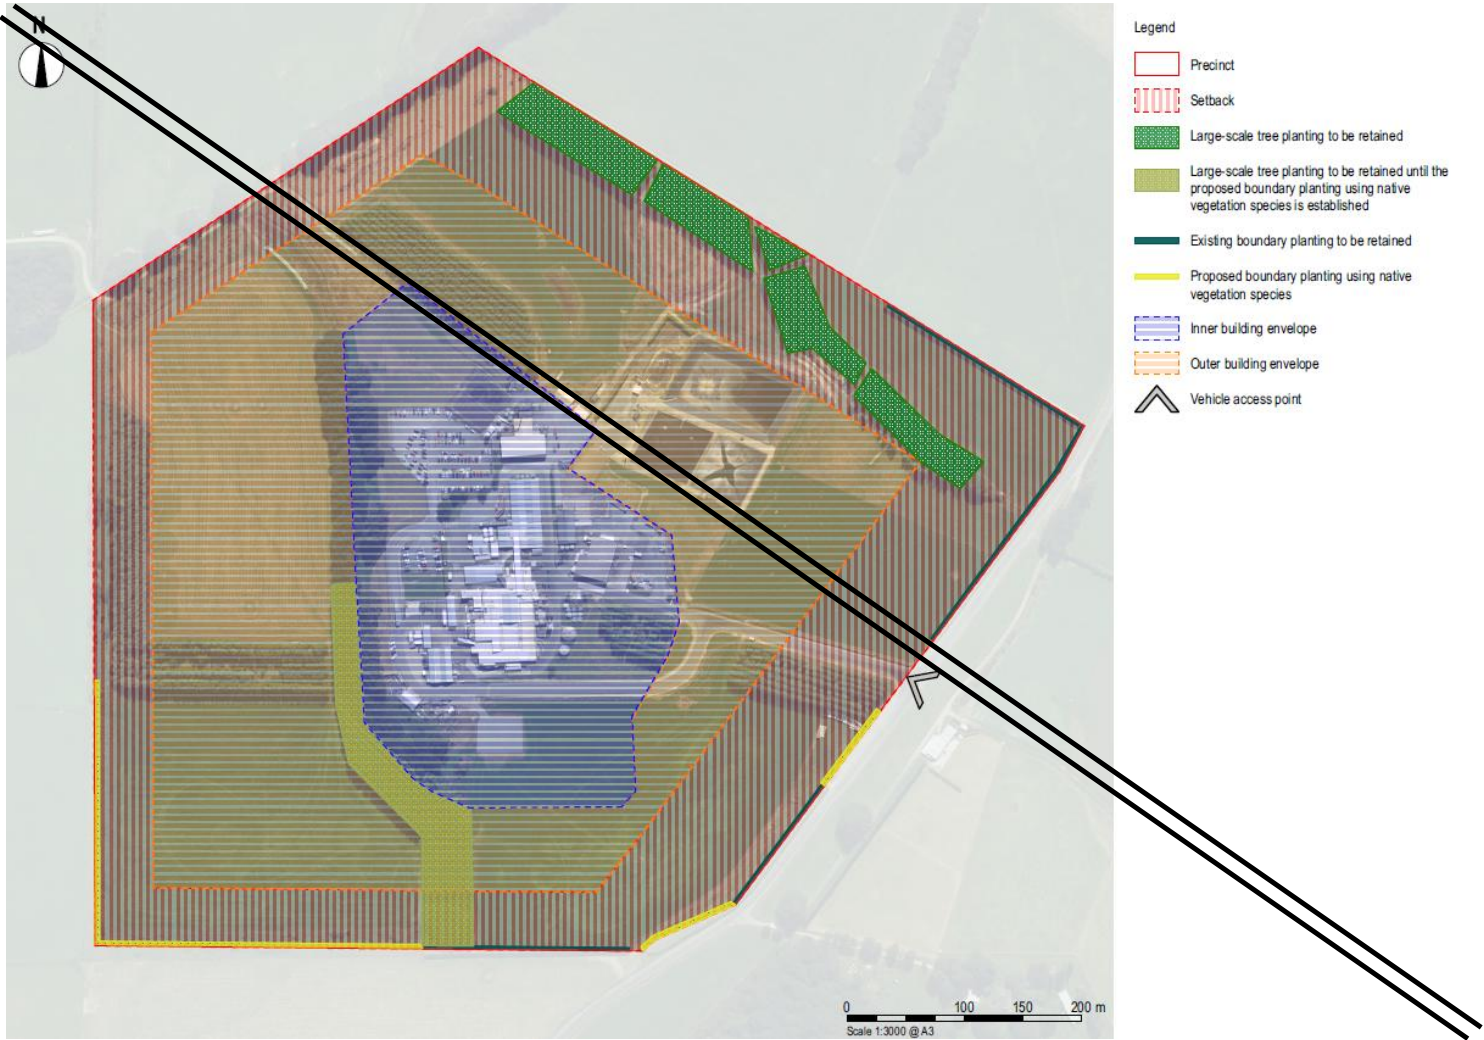 N
Legend
Precinct
Setback
Large-scale tree planting to be retained
Large-scale tree planting to be retained until the
proposed boundary planting using native
vegetation species is established
Existing boundary planting to be retained
Proposed boundary planting using native
vegetation species
Inner building envelope
Outer building envelope
Vehicle access point
0 100 150 200 m
Scale 1:3000 @ A3